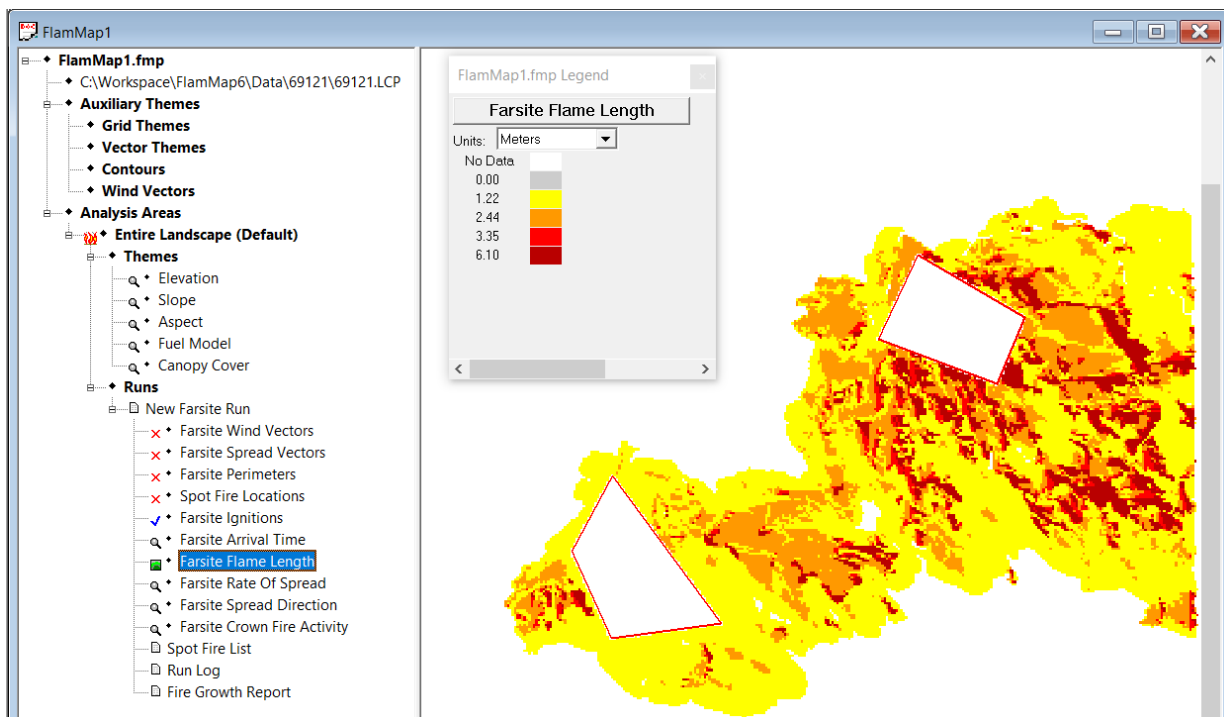 FlamMap1
FlamMap1.fmp
C:\Workspace\FlamMap6\Data\69121\69121.LCP
Auxiliary Themes
Grid Themes
Vector Themes
Contours
Wind Vectors
Analysis Areas
Entire Landscape (Default)
Themes
Elevation
Slope
Aspect
Fuel Model
Canopy Cover
Runs
New Farsite Run
Farsite Wind Vectors
Farsite Spread Vectors
Farsite Perimeters
Spot Fire Locations
Farsite Ignitions
Farsite Arrival Time
Farsite Flame Length
Farsite Rate Of Spread
Farsite Spread Direction
Farsite Crown Fire Activity
Spot Fire List
Run Log
Fire Growth Report
FlamMap1.fmp Legend
Farsite Flame Length
Units: Meters
No Data
0.00
1.22
2.44
3.35
6.10